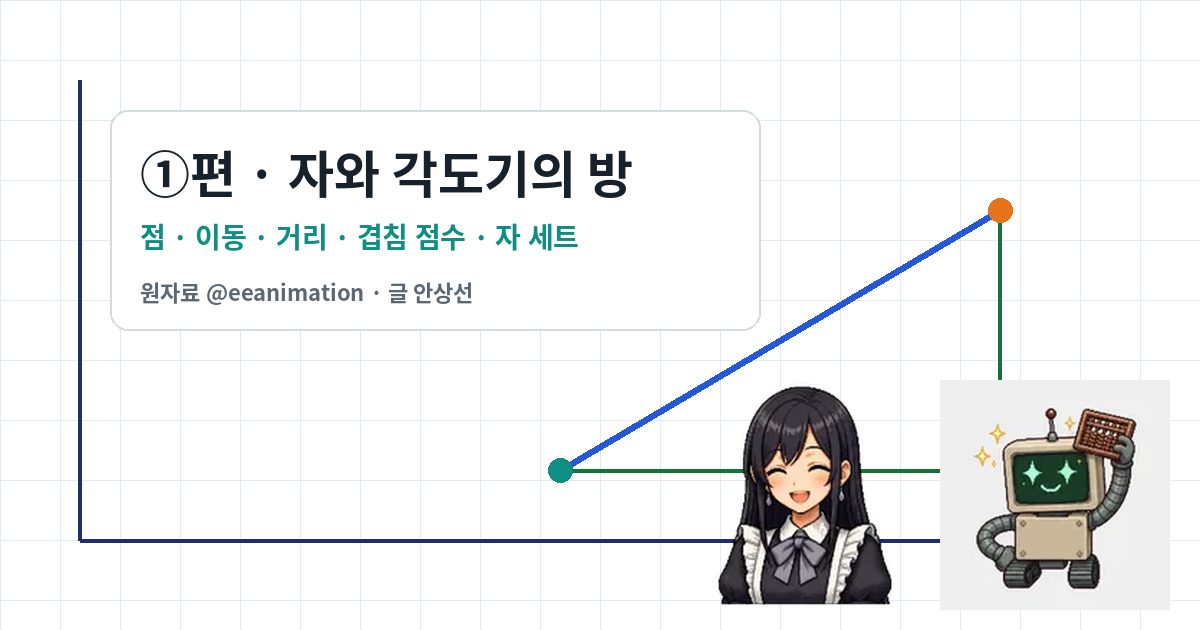 ①편 · 자와 각도기의 방
점 · 이동 · 거리 · 겹침 점수 · 자 세트
원자료 @eeanimation · 글 안상선